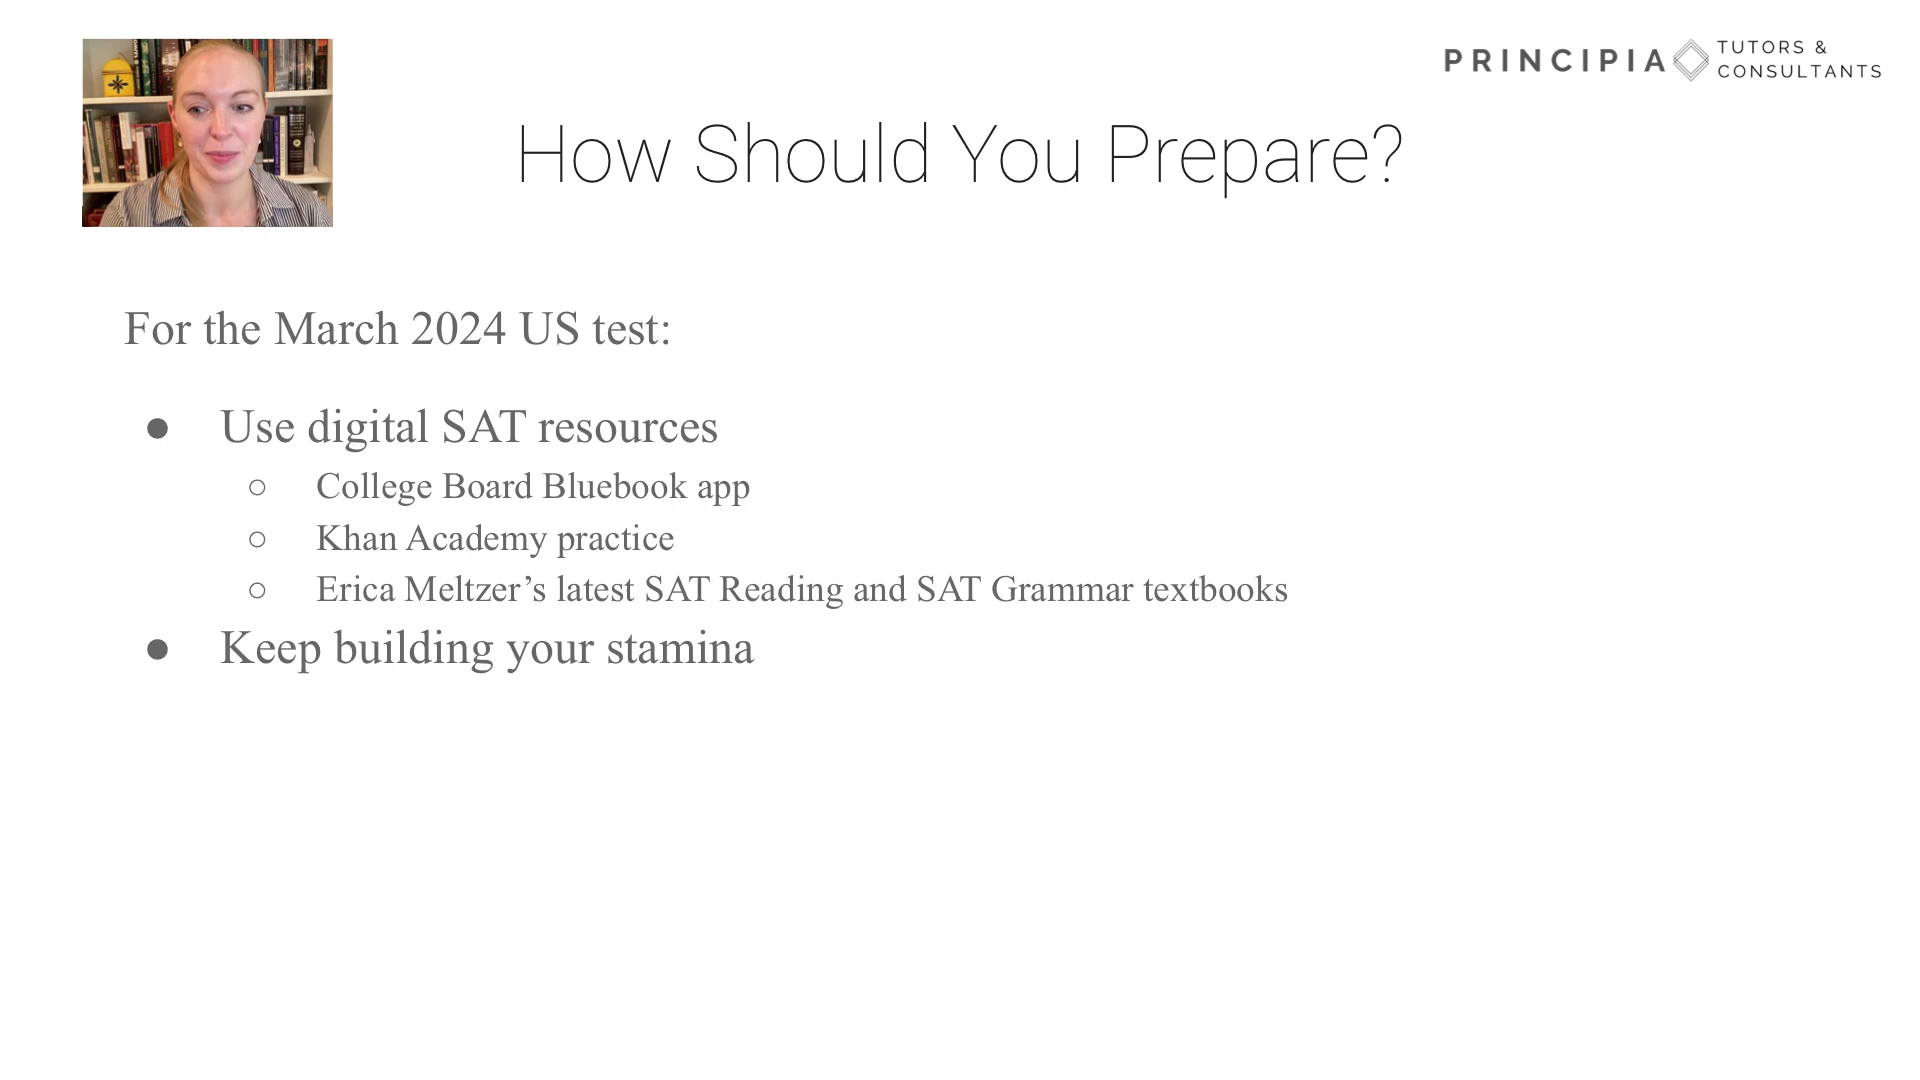 PRINCIPIA TUTORS &
CONSULTANTS
How Should You Prepare?
For the March 2024 US test:
● Use digital SAT resources
○ College Board Bluebook app
○ Khan Academy practice
○ Erica Meltzer’s latest SAT Reading and SAT Grammar textbooks
● Keep building your stamina